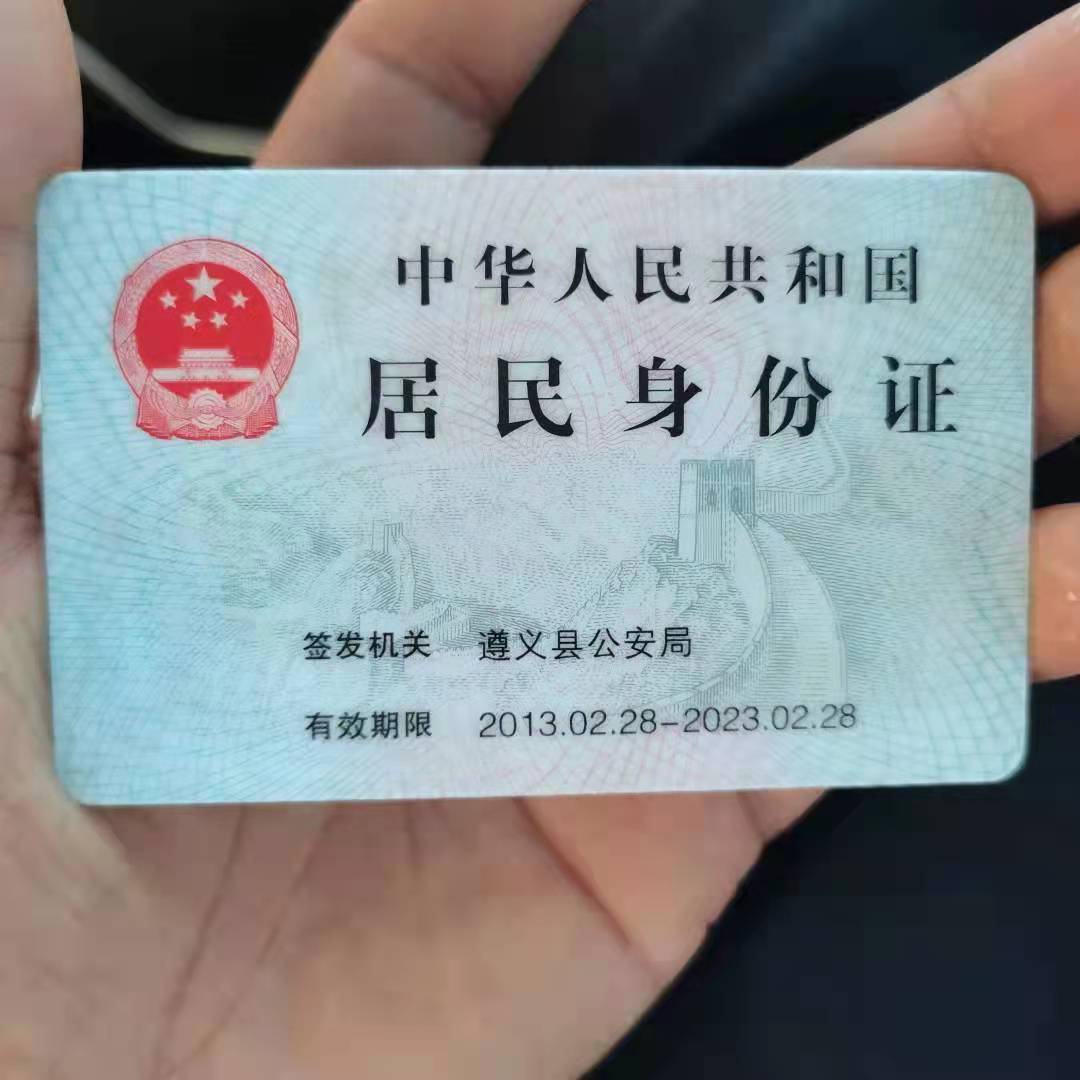 中华人民共和国
居民身份证
签发机关 遵义县公安局
有效期限 2013.02.28-2023.02.28